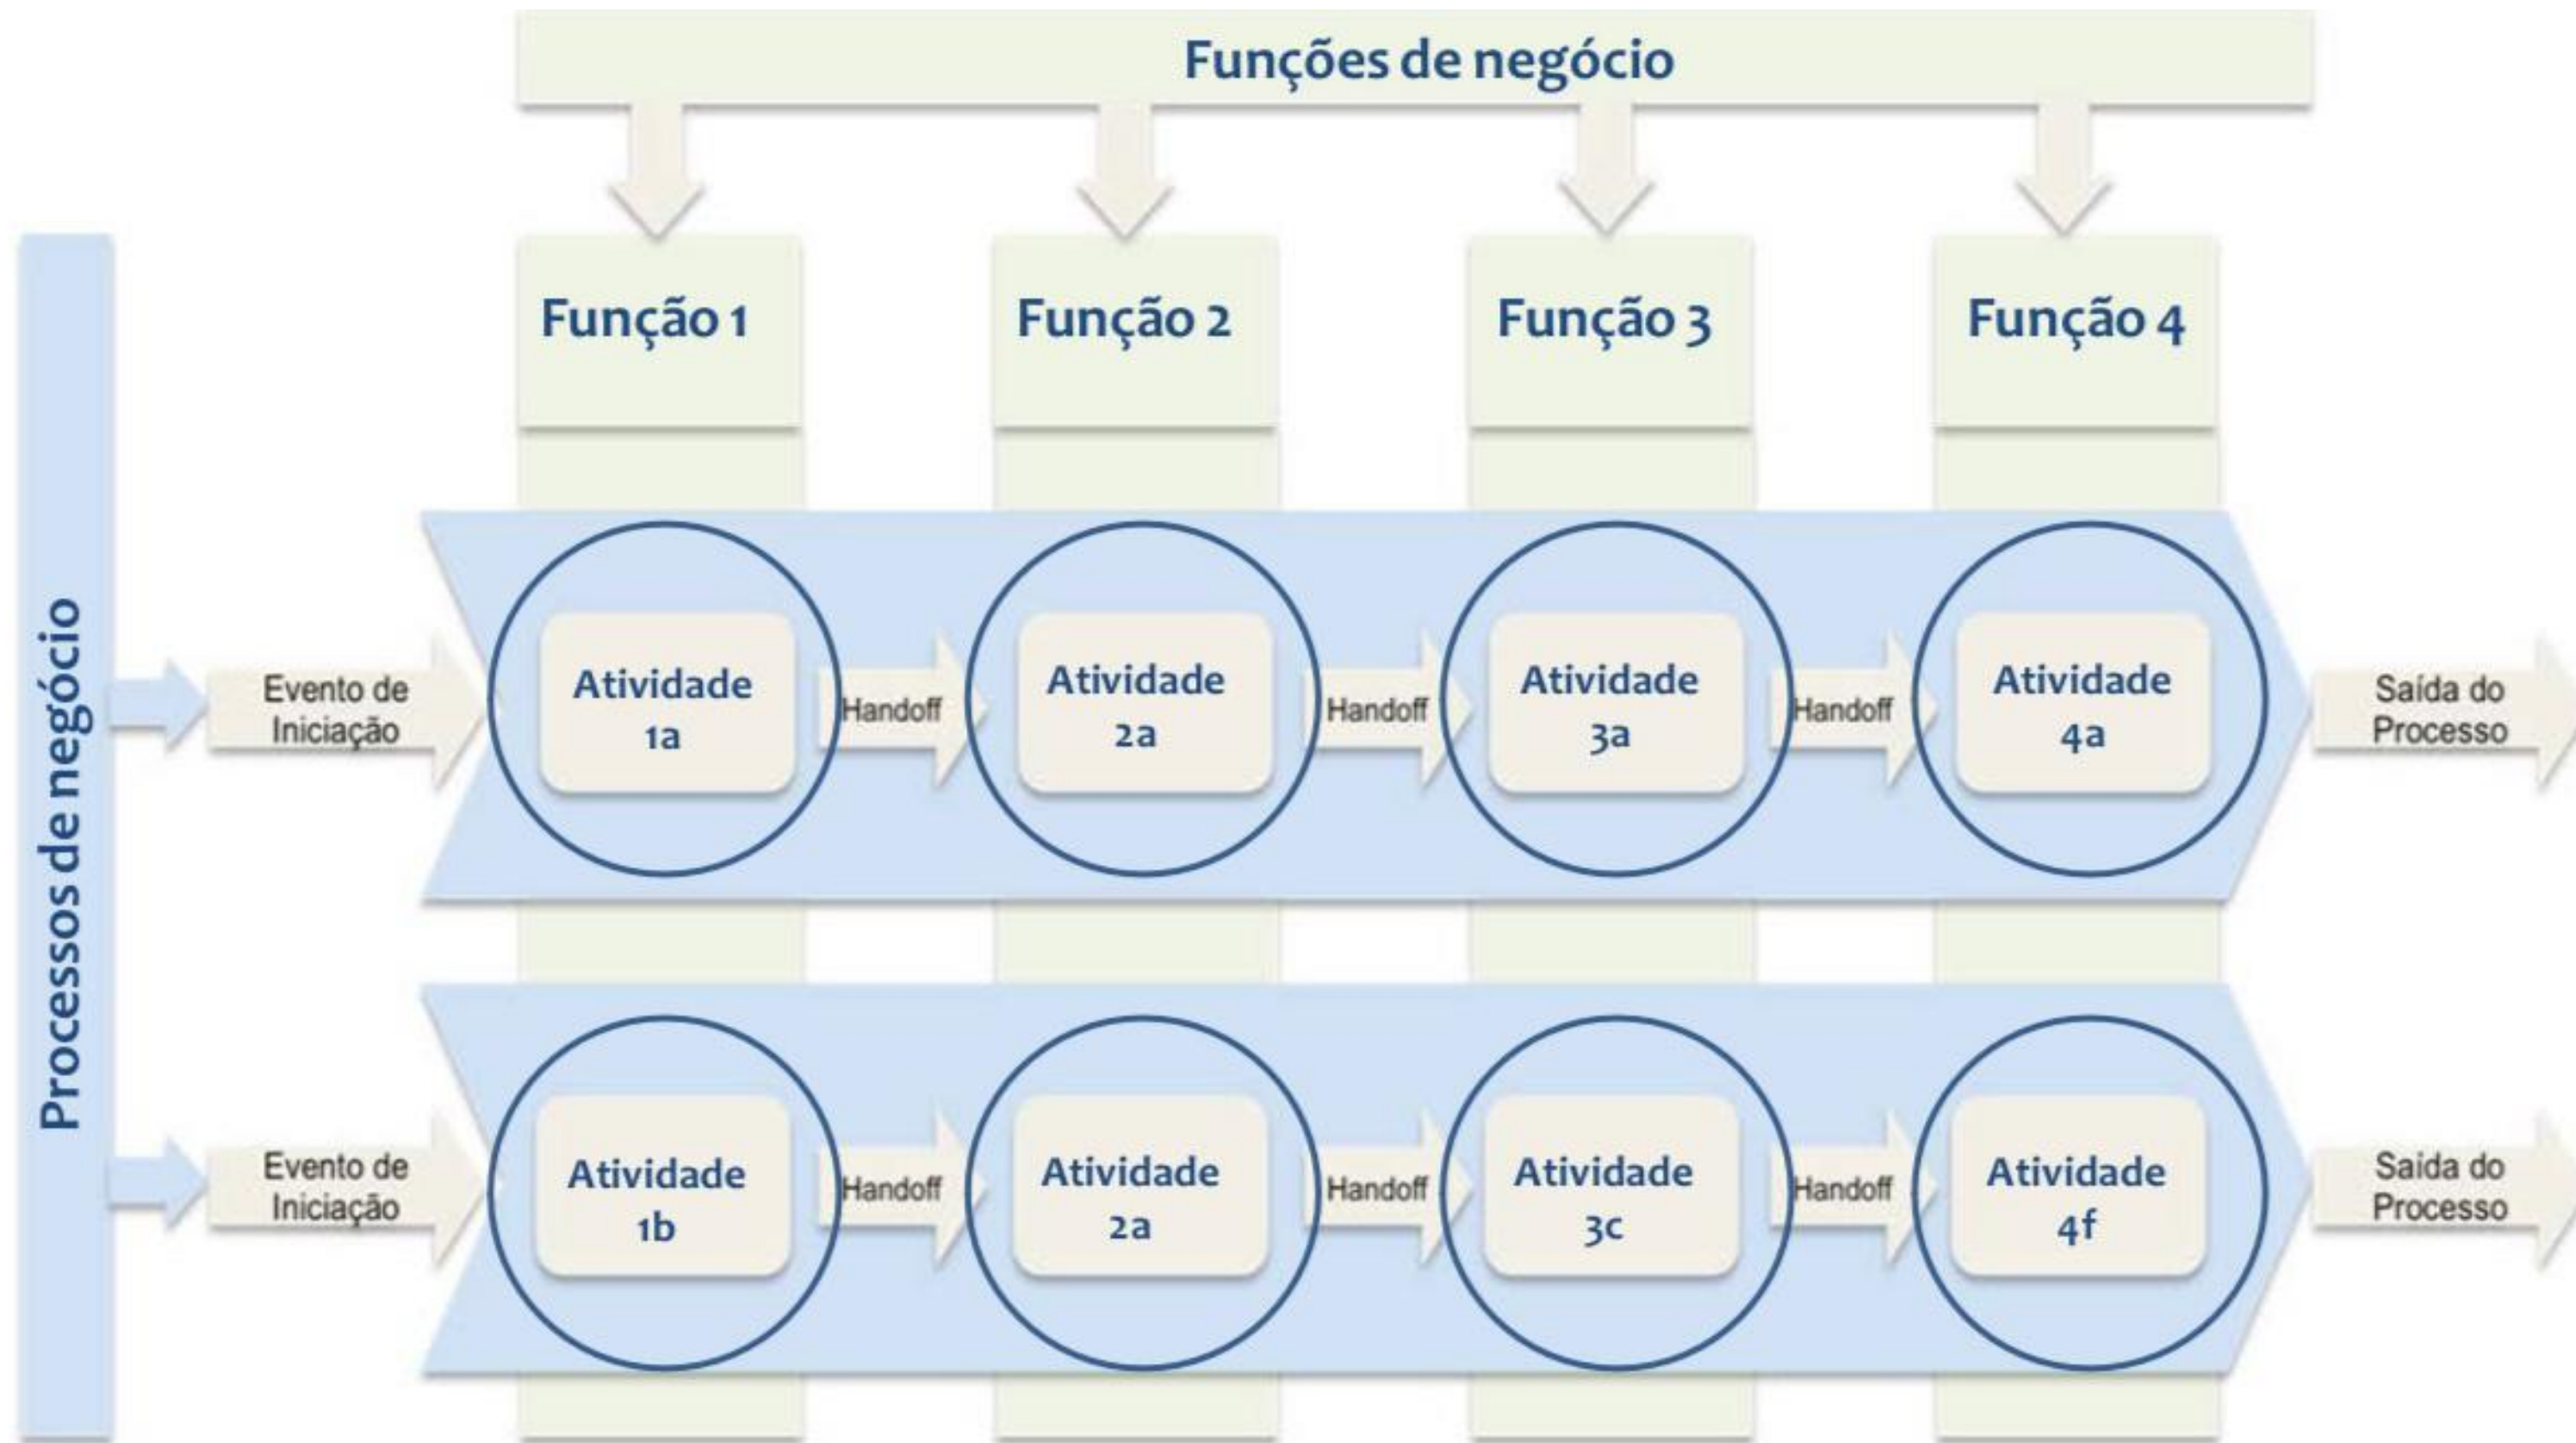 Funções de negócio
Função 1
Função 2
Função 3
Função 4
Processos de negócio
Evento de
Iniciação
Atividade
1a
Handoff
Atividade
2a
Handoff
Atividade
3a
Handoff
Atividade
4a
Saída do
Processo
Evento de
Iniciação
Atividade
1b
Handoff
Atividade
2a
Handoff
Atividade
3c
Handoff
Atividade
4f
Saída do
Processo